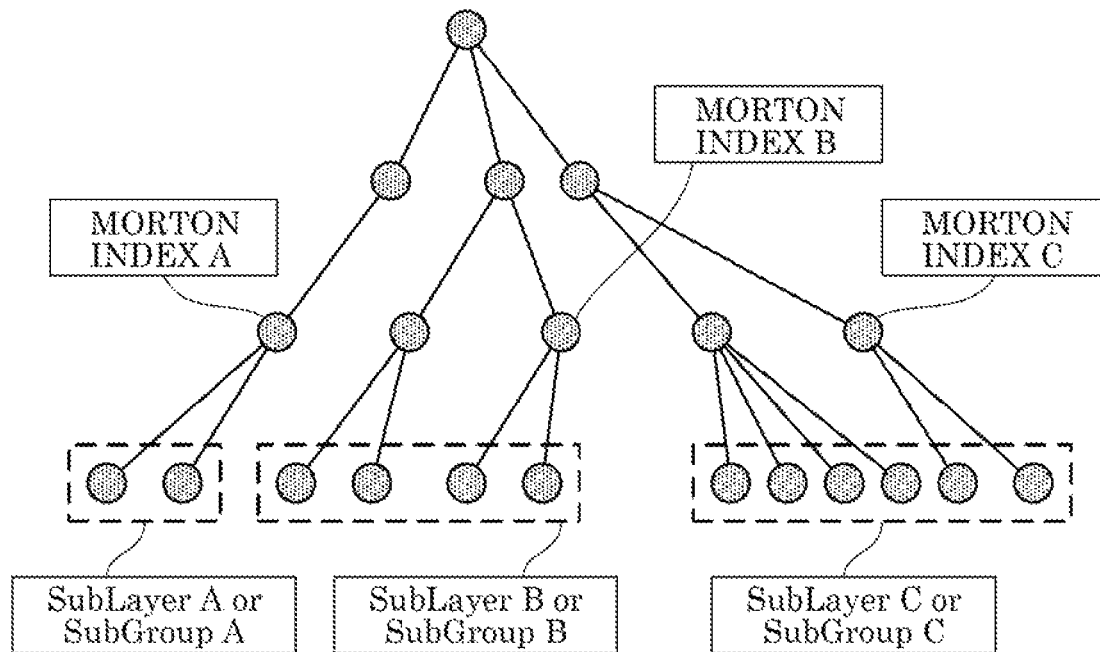 MORTON
INDEX B
MORTON
INDEX A
MORTON
INDEX C
SubLayer A or
SubGroup A
SubLayer B or
SubGroup B
SubLayer C or
SubGroup C